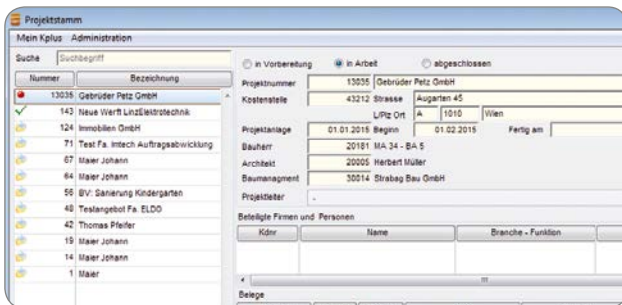 Projektstamm
Mein Kplus Administration
Suche Suchbegriff
Nummer Bezeichnung
13035 Gebrüder Petz GmbH
143 Neue Werft LinzElektrotechnik
124 Immobilien GmbH
71 Test Fa. Imtech Auftragsabwicklung
67 Maier Johann
64 Maier Johann
56 BV: Sanierung Kindergarten
48 Testangebot Fa. ELDO
42 Thomas Pfeifer
19 Maier Johann
14 Maier Johann
1 Maier
in Vorbereitung in Arbeit abgeschlossen
Projektnummer 13035 Gebrüder Petz GmbH
Kostenstelle 43212 Strasse Augarten 45
L/Plz Ort A 1010 Wien
Projektanlage 01.01.2015 Beginn 01.02.2015 Fertig am
Bauherr 20181 MA 34 - BA 5
Architekt 20005 Herbert Müller
Baumanagment 30014 Strabag Bau GmbH
Projektleiter -
Beteiligte Firmen und Personen
Kdnr Name Branche - Funktion
Belege